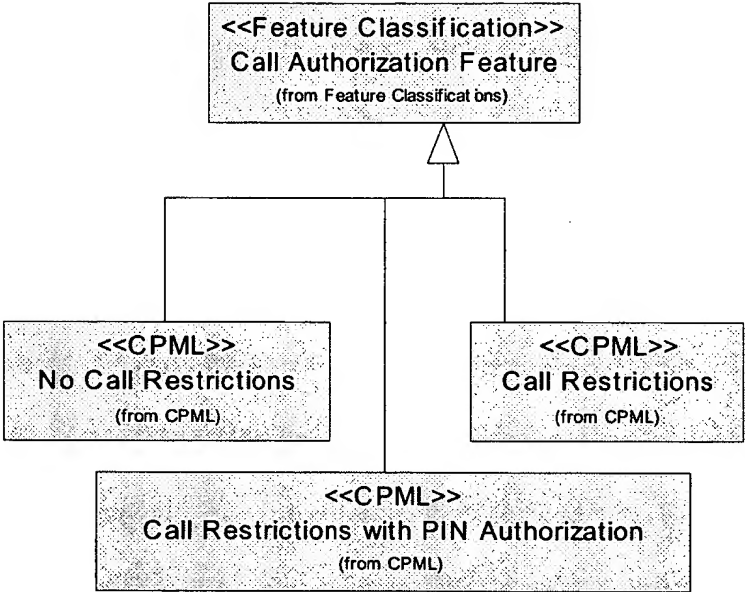 <<Feature Classification>>
Call Authorization Feature
(from Feature Classifications)
<<CPML>>
No Call Restrictions
(from CPML)
<<CPML>>
Call Restrictions
(from CPML)
<<CPML>>
Call Restrictions with PIN Authorization
(from CPML)